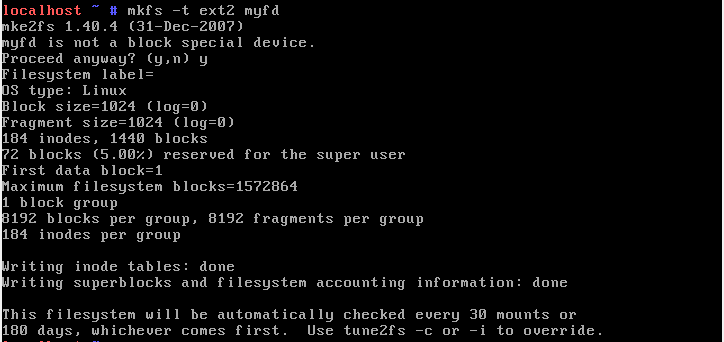 localhost ~ # mkfs -t ext2 myfd
mke2fs 1.40.4 (31-Dec-2007)
myfd is not a block special device.
Proceed anyway? (y,n) y
Filesystem label=
OS type: Linux
Block size=1024 (log=0)
Fragment size=1024 (log=0)
184 inodes, 1440 blocks
72 blocks (5.00%) reserved for the super user
First data block=1
Maximum filesystem blocks=1572864
1 block group
8192 blocks per group, 8192 fragments per group
184 inodes per group
Writing inode tables: done
Writing superblocks and filesystem accounting information: done
This filesystem will be automatically checked every 30 mounts or
180 days, whichever comes first.  Use tune2fs -c or -i to override.